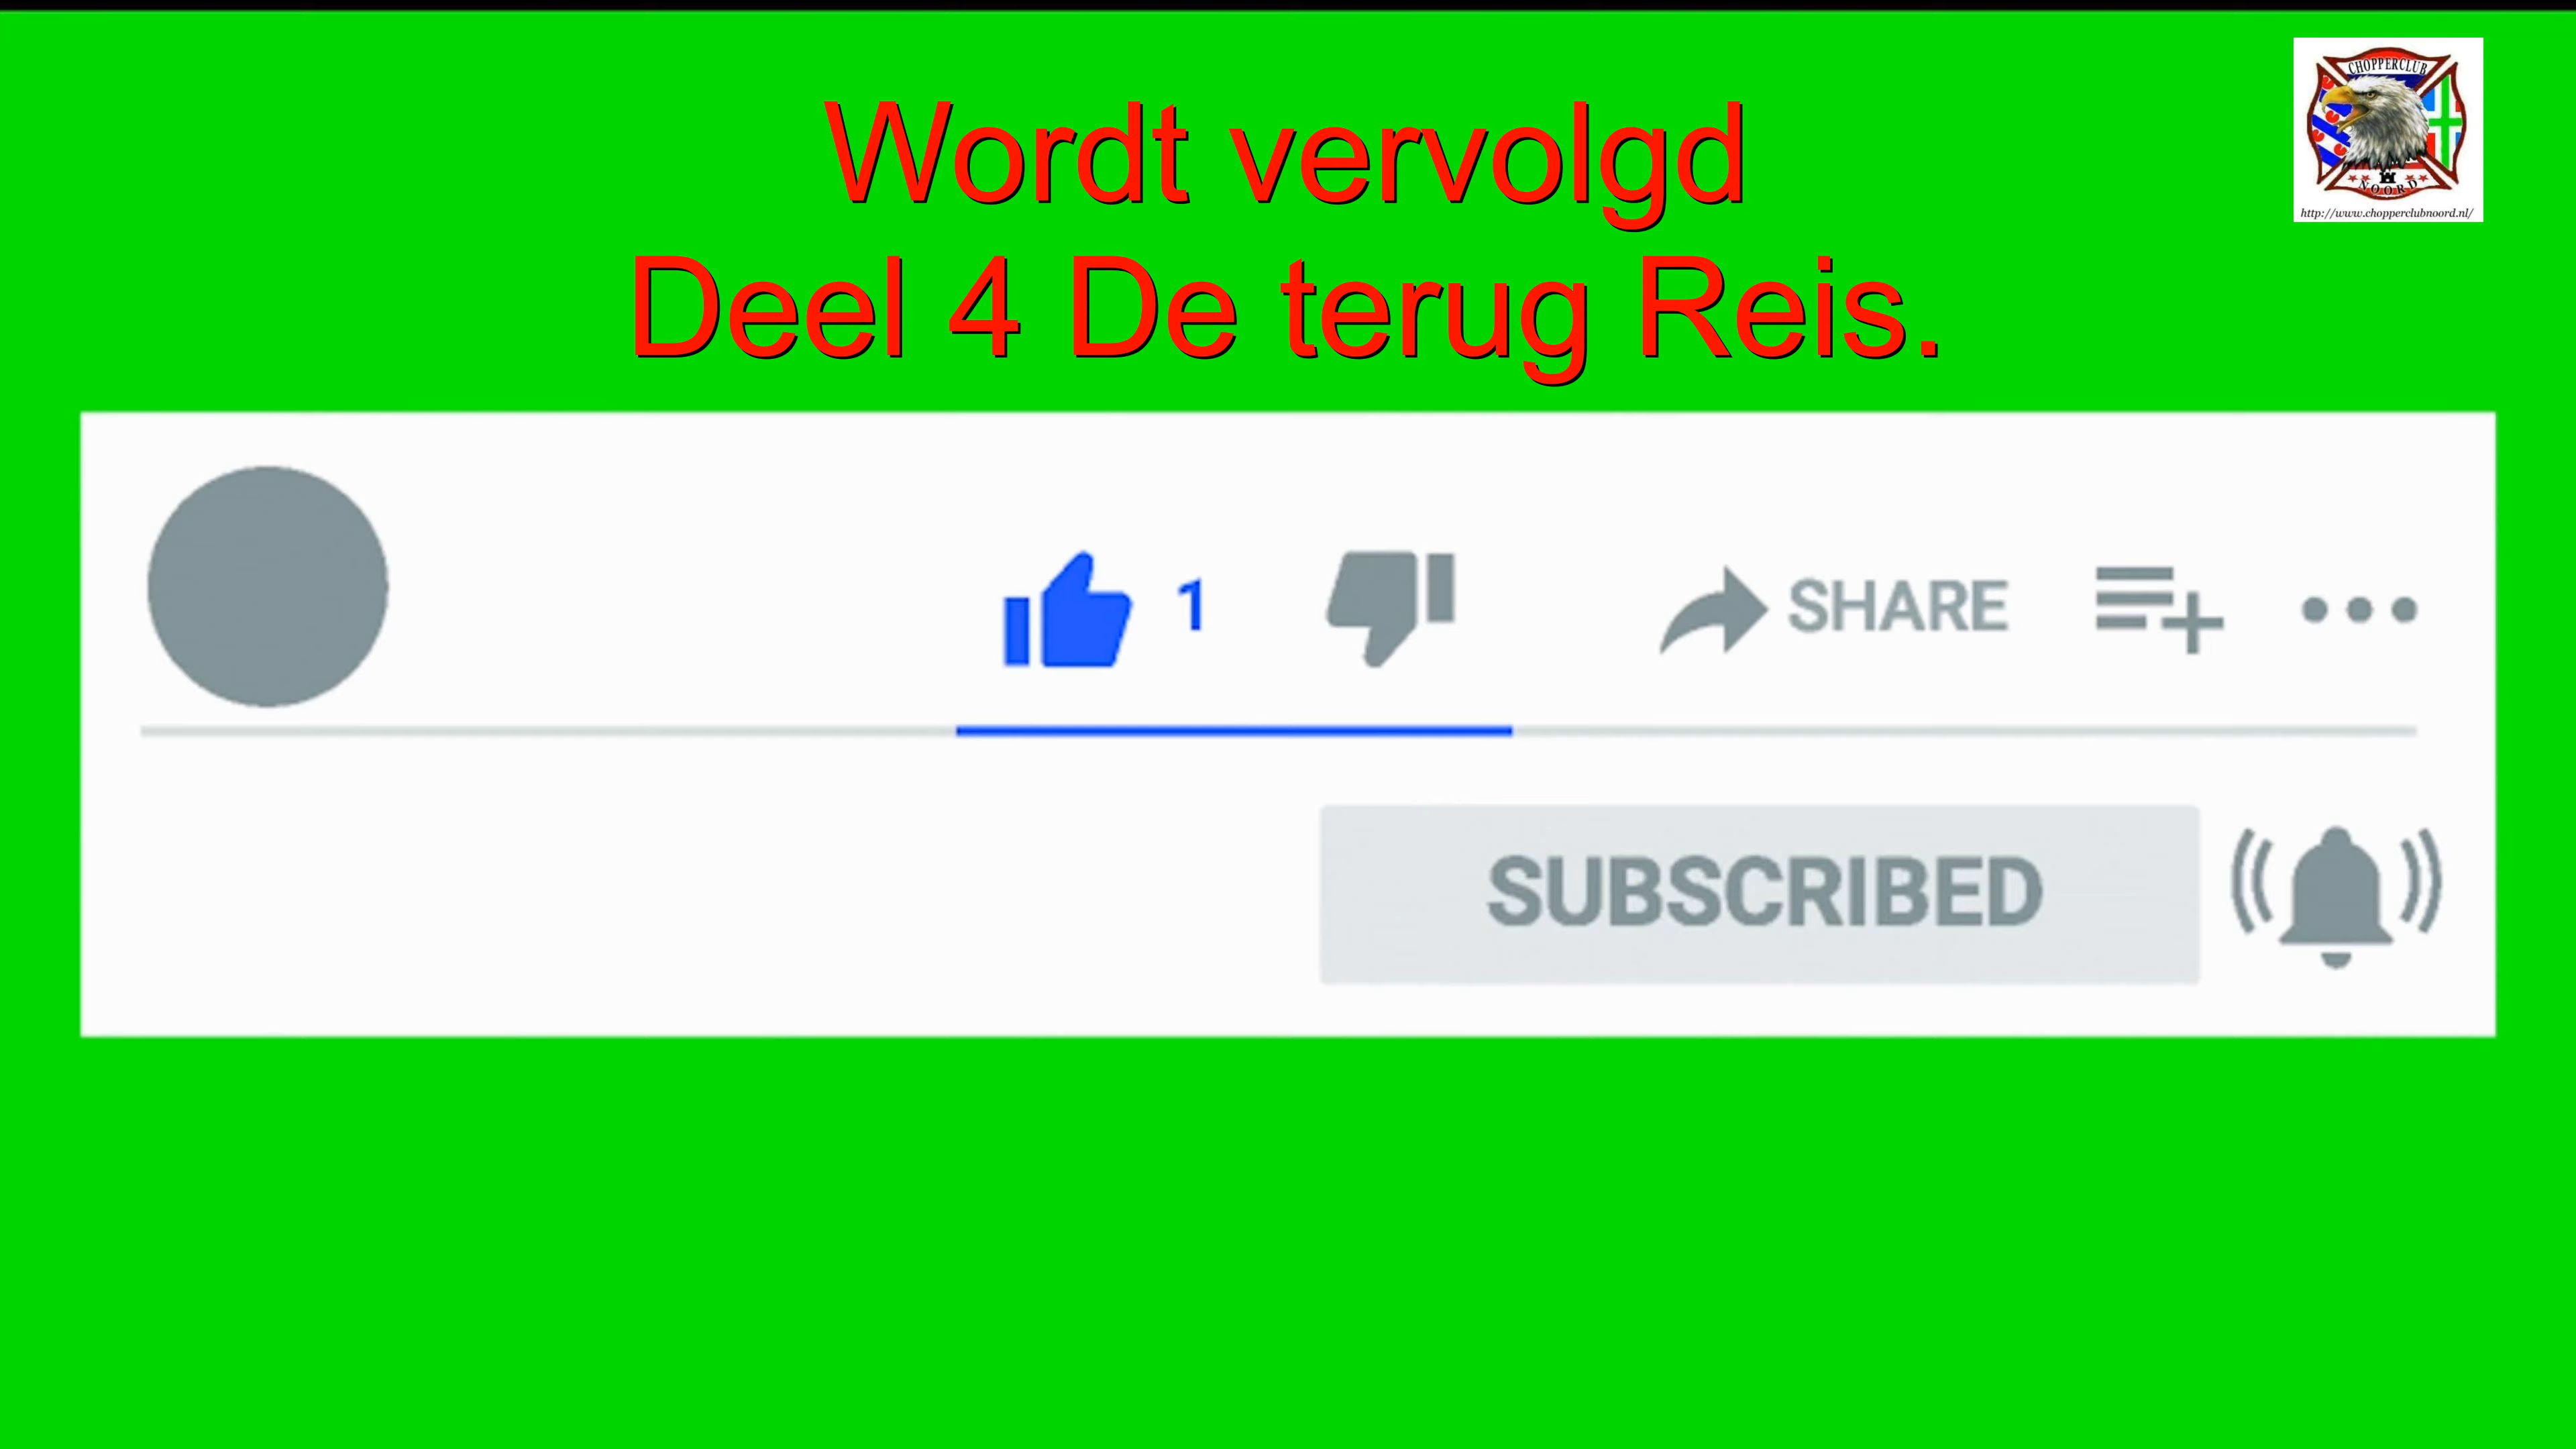 CHOPPERCLUB
NOORD
http://www.chopperclubnoord.nl/
Wordt vervolgd
Deel 4 De terug Reis.
1
SHARE
SUBSCRIBED